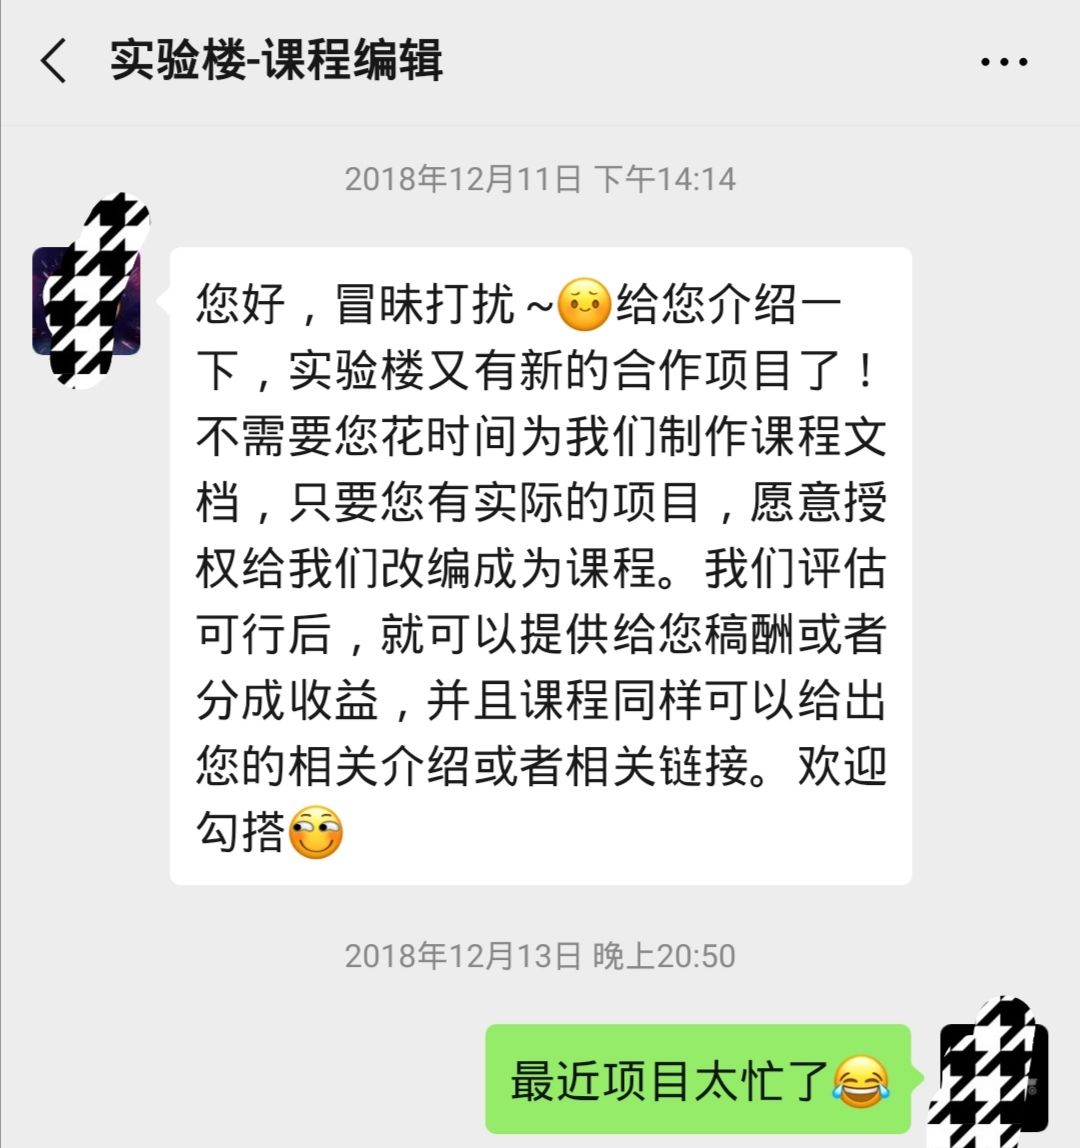 实验楼-课程编辑
2018年12月11日 下午14:14
您好，冒昧打扰~😊给您介绍一
下，实验楼又有新的合作项目了！
不需要您花时间为我们制作课程文
档，只要您有实际的项目，愿意授
权给我们改编成为课程。我们评估
可行后，就可以提供给您稿酬或者
分成收益，并且课程同样可以给出
您的相关介绍或者相关链接。欢迎
勾搭
2018年12月13日 晚上20:50
最近项目太忙了😂